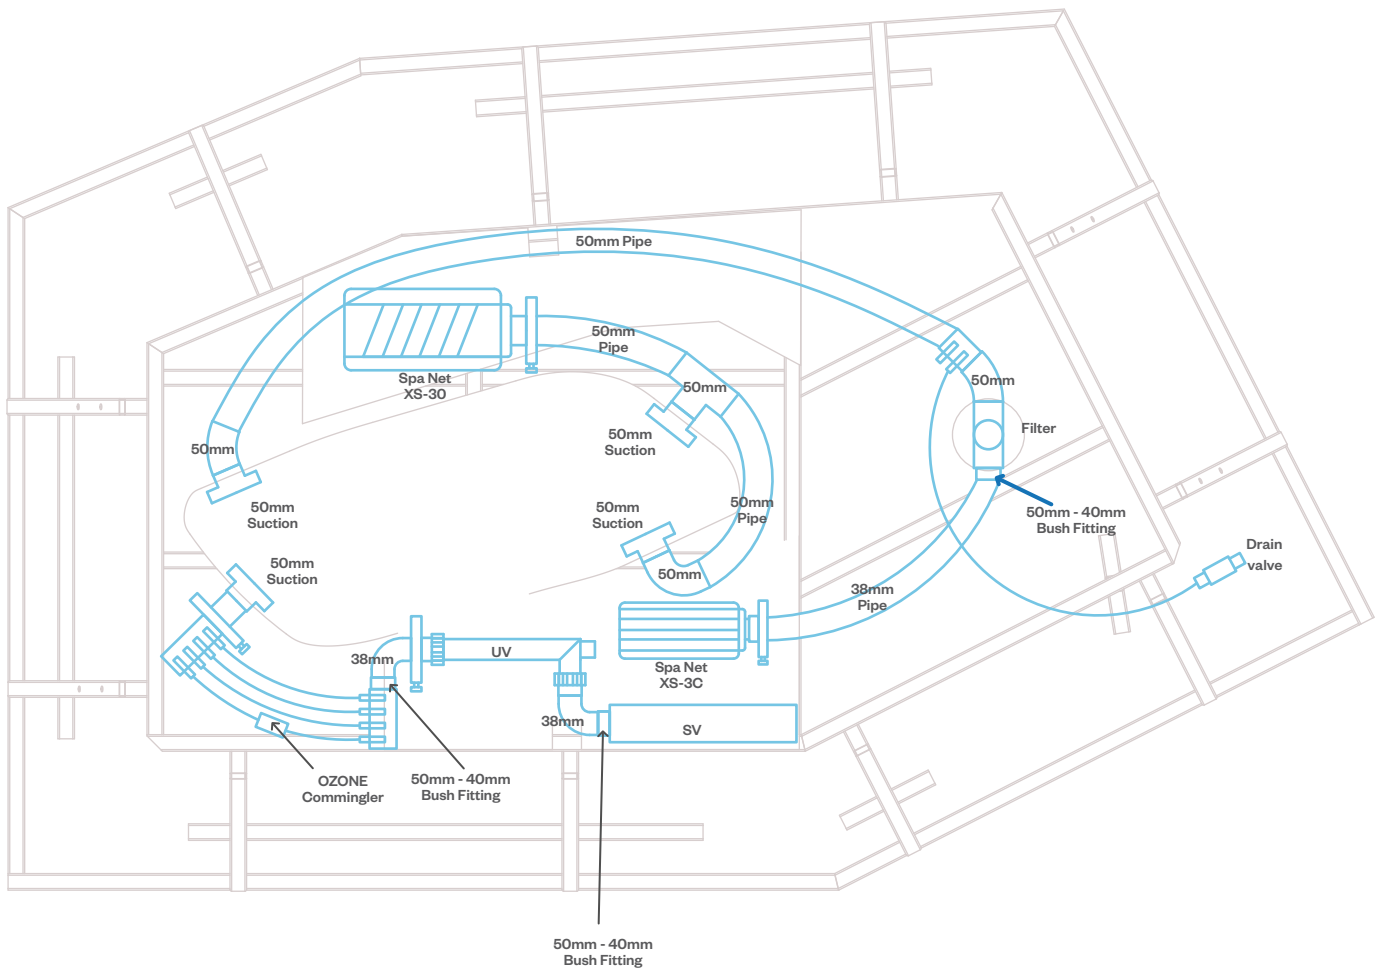 50mm Pipe
50mm
Pipe
Spa Net
XS-30
50mm
50mm
50mm
Suction
50mm
Filter
50mm
50mm
Suction
50mm
Suction
50mm
Pipe
50mm - 40mm
Bush Fitting
Drain
valve
50mm
Suction
50mm
38mm
Pipe
38mm
UV
Spa Net
XS-3C
38mm
SV
OZONE
Commingler
50mm - 40mm
Bush Fitting
50mm - 40mm
Bush Fitting